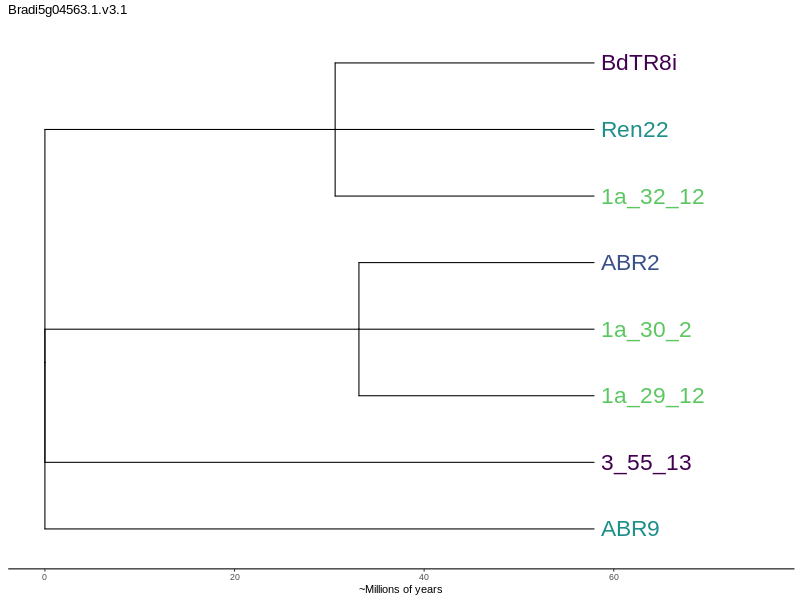 Bradi5g04563.1.v3.1
BdTR8i
Ren22
1a_32_12
ABR2
1a_30_2
1a_29_12
3_55_13
ABR9
0 20 40 60
~Millions of years